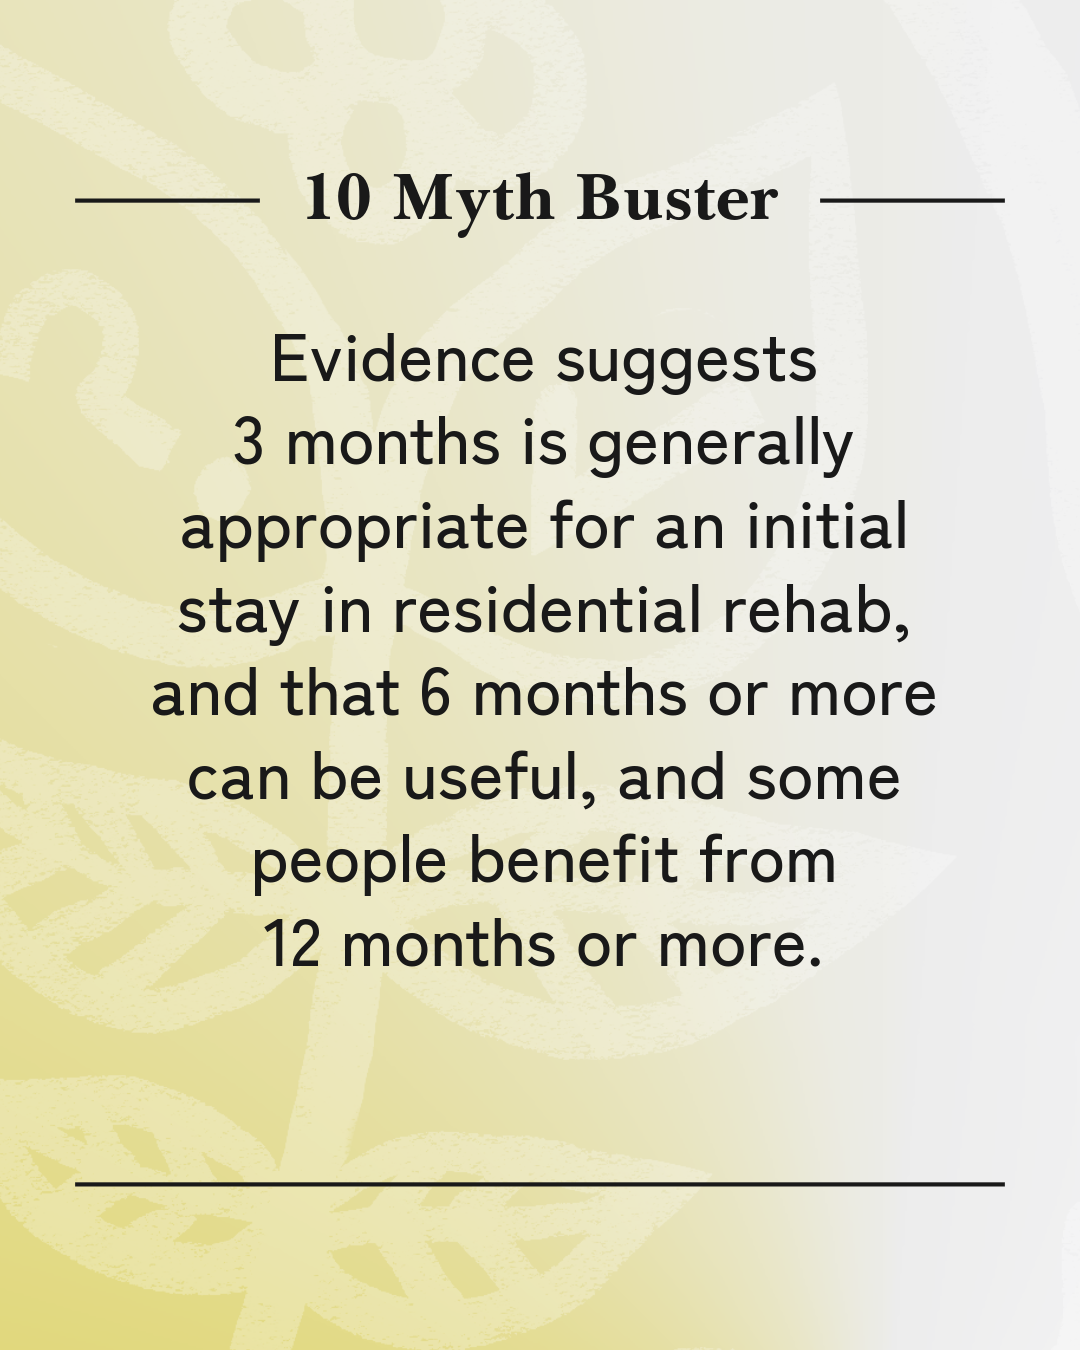 10 Myth Buster
Evidence suggests
3 months is generally
appropriate for an initial
stay in residential rehab,
and that 6 months or more
can be useful, and some
people benefit from
12 months or more.